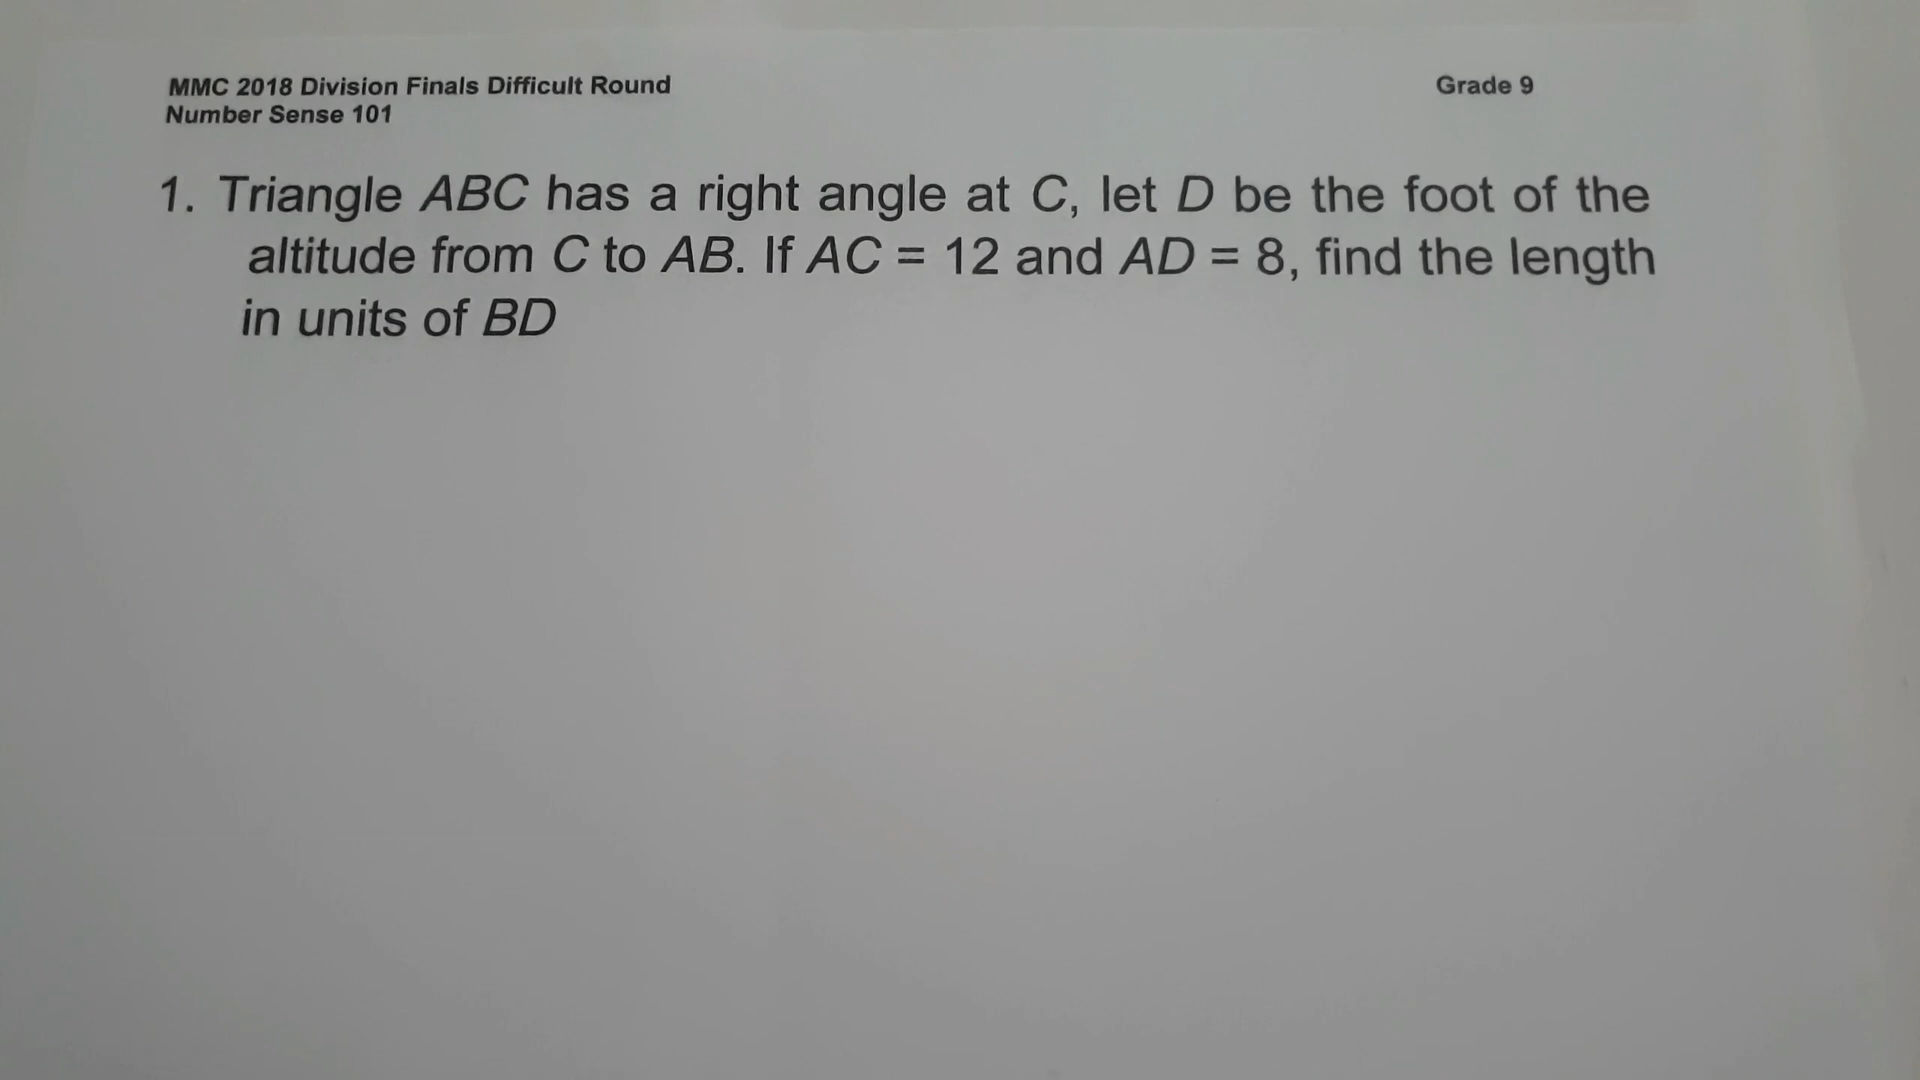 MMC 2018 Division Finals Difficult Round
Grade 9
Number Sense 101
1. Triangle ABC has a right angle at C, let D be the foot of the
altitude from C to AB. If AC = 12 and AD = 8, find the length
in units of BD